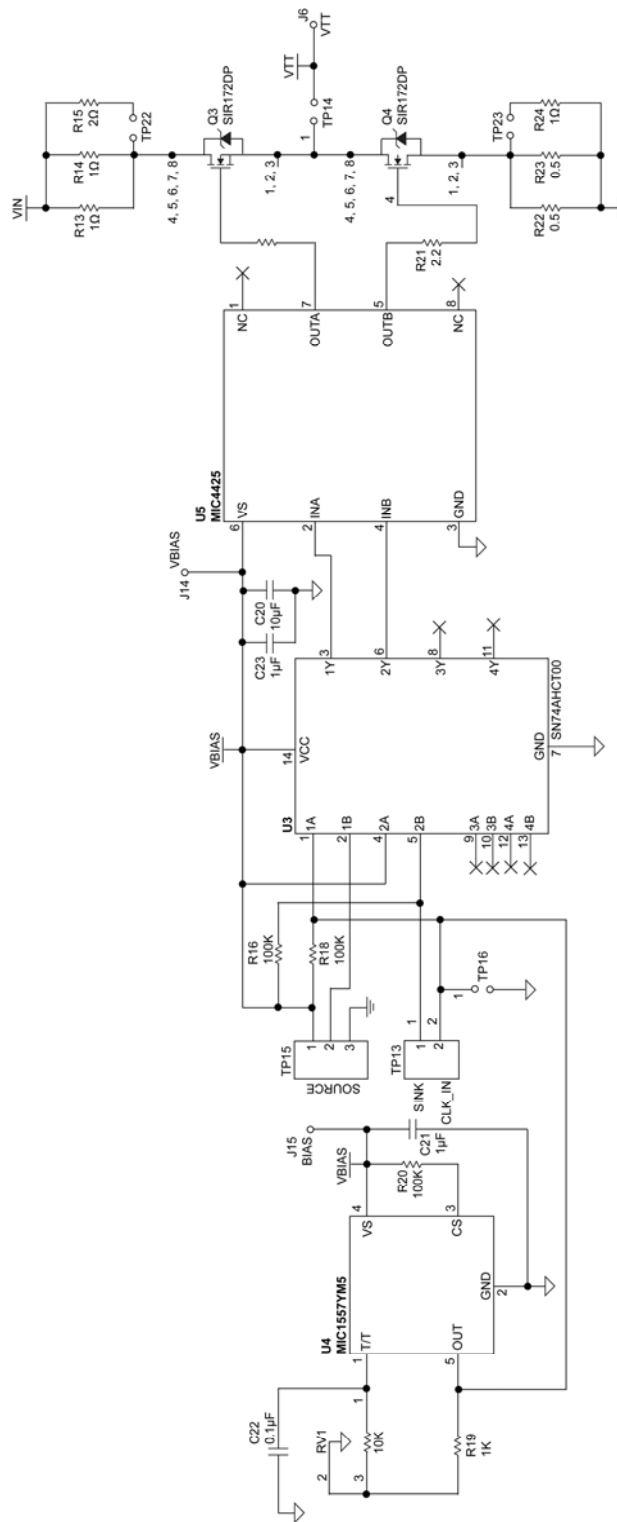 C22
0.1µF
1
RV1
2
3
10K
R19
1K
U4
MIC1557YM5
1
T/T
VS
4
OUT
5
CS
3
GND
2
J15
BIAS
VBIAS
R20
100K
C21
1µF
TP15
1
2
3
SOURCE
TP13
1
2
SINK
CLK_IN
1
2
TP16
1
R16
100K
R18
100K
VBIAS
14
VCC
U3
1
1A
2
1B
4
2A
5
2B
9
3A
10
3B
12
4A
13
4B
1Y
3
2Y
6
3Y
8
4Y
11
GND
7
SN74AHCT00
C23
1µF
C20
10µF
J14
VBIAS
U5
MIC4425
6
VS
2
INA
4
INB
3
GND
NC
1
OUTA
7
OUTB
5
NC
8
R21
2.2
VIN
R13
1Ω
R14
1Ω
R15
2Ω
TP22
4, 5, 6, 7, 8
Q3
SIR172DP
1, 2, 3
1
TP14
VTT
J6
VTT
4, 5, 6, 7, 8
4
Q4
SIR172DP
1, 2, 3
TP23
R22
0.5
R23
0.5
R24
1Ω